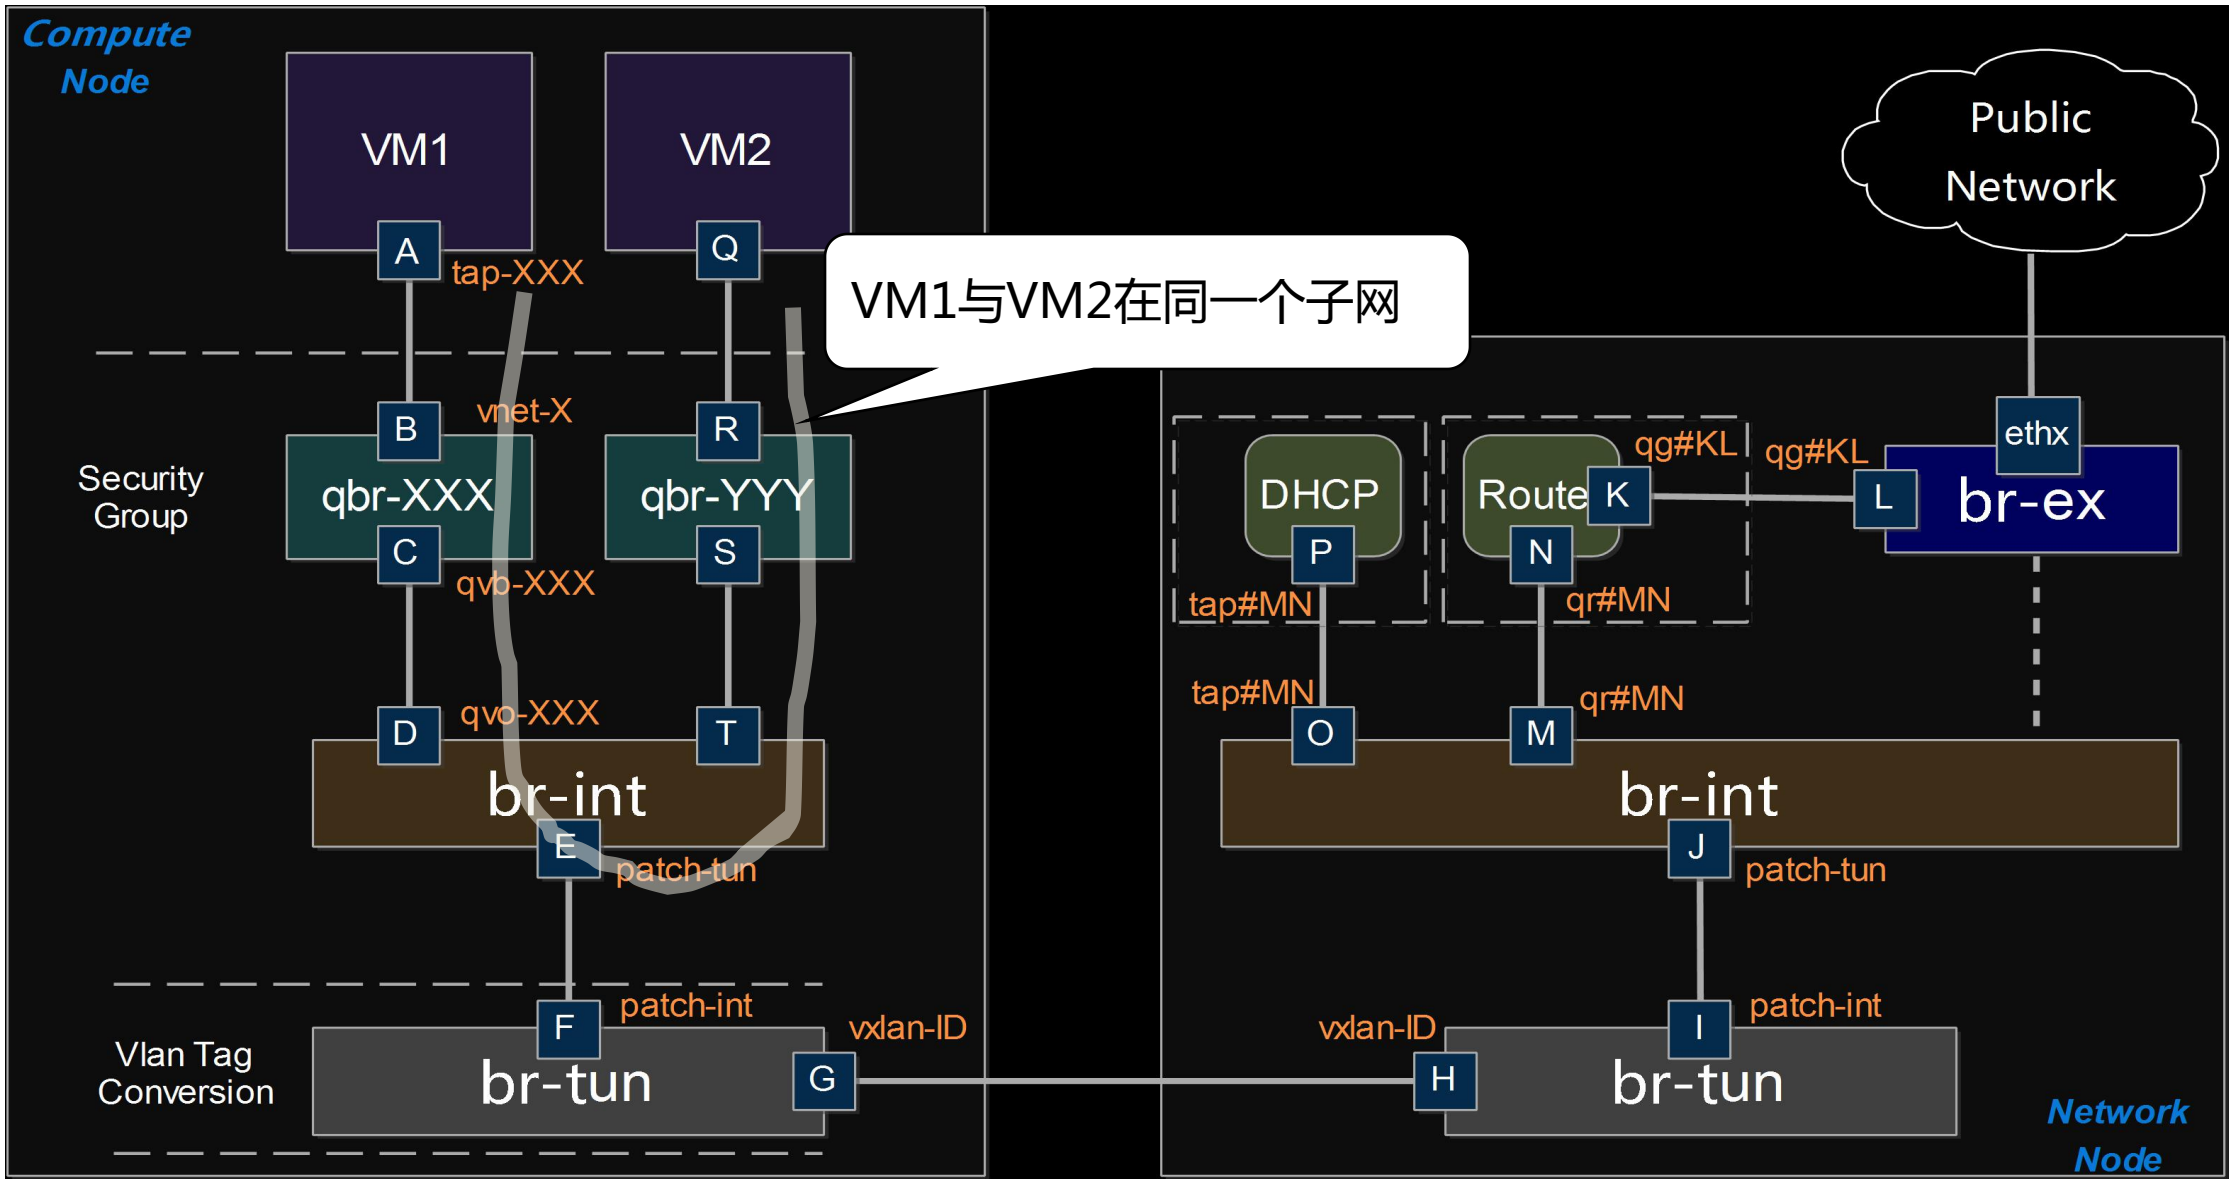 Compute
Node
VM1
VM2
Public
Network
A
tap-XXX
Q
VM1与VM2在同一个子网
B
vnet-X
R
Security
Group
qbr-XXX
qbr-YYY
C
qvb-XXX
S
DHCP
P
tap#MN
Route
K
qg#KL
N
qr#MN
qg#KL
L
ethx
br-ex
D
qvo-XXX
T
br-int
E
patch-tun
tap#MN
O
qr#MN
M
br-int
J
patch-tun
F
patch-int
Vlan Tag
Conversion
br-tun
G
vxlan-ID
vxlan-ID
H
I
patch-int
br-tun
Network
Node